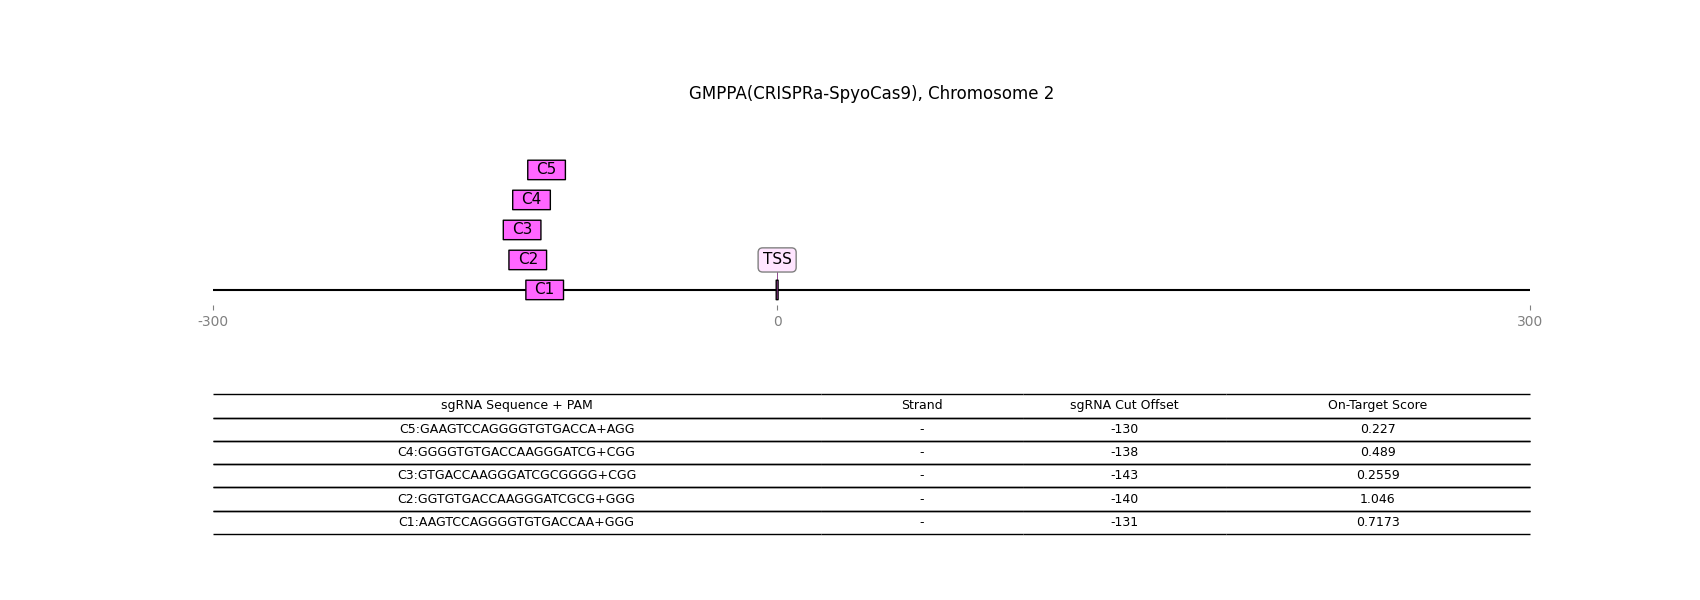 GMPPA(CRISPRa-SpyoCas9), Chromosome 2
C5
C4
C3
C2
TSS
C1
-300 0 300
sgRNA Sequence + PAM Strand sgRNA Cut Offset On-Target Score
C5:GAAGTCCAGGGGTGTGACCA+AGG - -130 0.227
C4:GGGGTGTGACCAAGGGATCG+CGG - -138 0.489
C3:GTGACCAAGGGATCGCGGGG+CGG - -143 0.2559
C2:GGTGTGACCAAGGGATCGCG+GGG - -140 1.046
C1:AAGTCCAGGGGTGTGACCAA+GGG - -131 0.7173